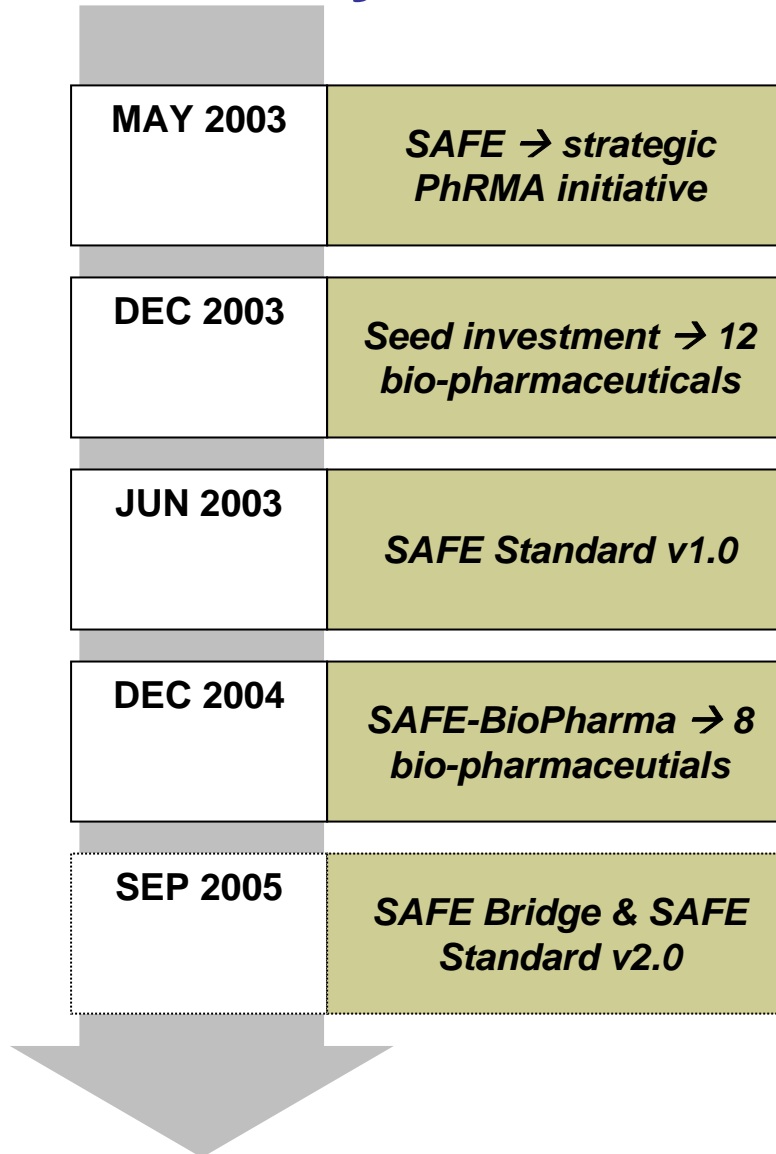 MAY 2003
SAFE → strategic
PhRMA initiative
DEC 2003
Seed investment → 12
bio-pharmaceuticals
JUN 2003
SAFE Standard v1.0
DEC 2004
SAFE-BioPharma → 8
bio-pharmaceutials
SEP 2005
SAFE Bridge & SAFE
Standard v2.0